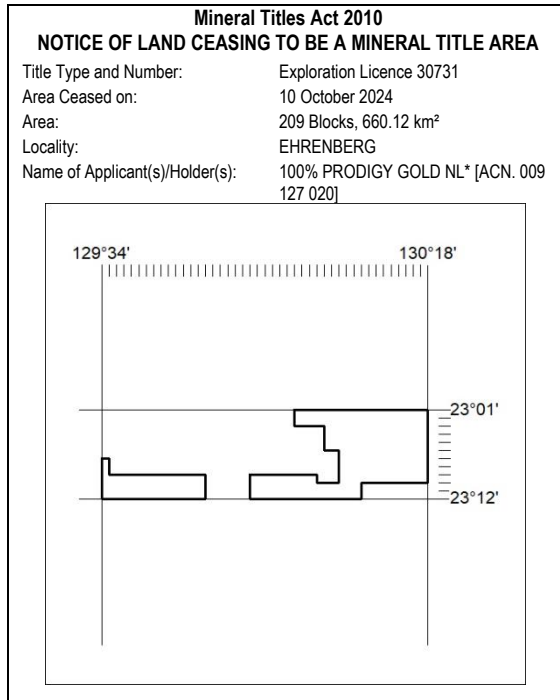 Mineral Titles Act 2010
NOTICE OF LAND CEASING TO BE A MINERAL TITLE AREA
Title Type and Number: Exploration Licence 30731
Area Ceased on: 10 October 2024
Area: 209 Blocks, 660.12 km²
Locality: EHRENBERG
Name of Applicant(s)/Holder(s): 100% PRODIGY GOLD NL* [ACN. 009
127 020]
129°34' 130°18'
23°01'
23°12'